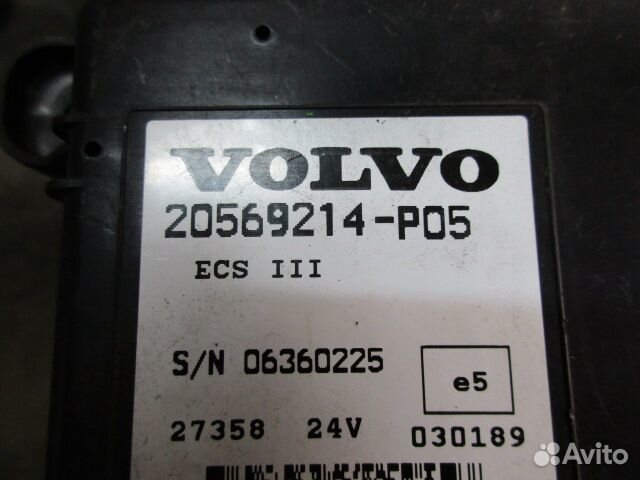 VOLVO
20569214-P05
ECS III
S/N 06360225
e5
27358 24V 030189
Avito